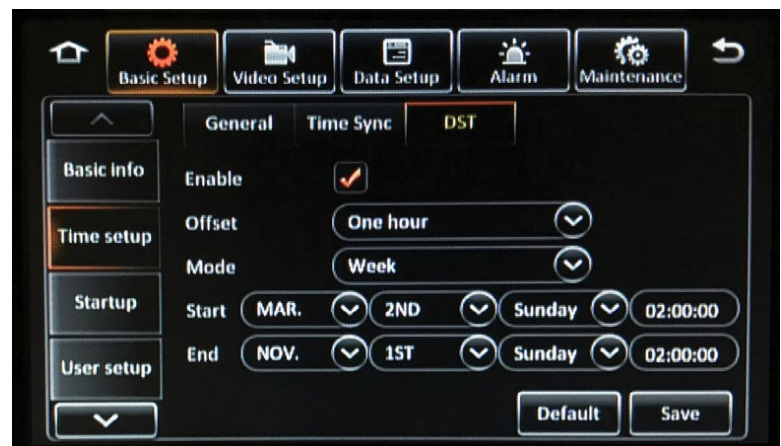 Basic Setup Video Setup Data Setup Alarm Maintenance
General Time Sync DST
Basic info
Enable
Offset One hour
Time setup
Mode Week
Startup
Start MAR. 2ND Sunday 02:00:00
End NOV. 1ST Sunday 02:00:00
User setup
Default Save